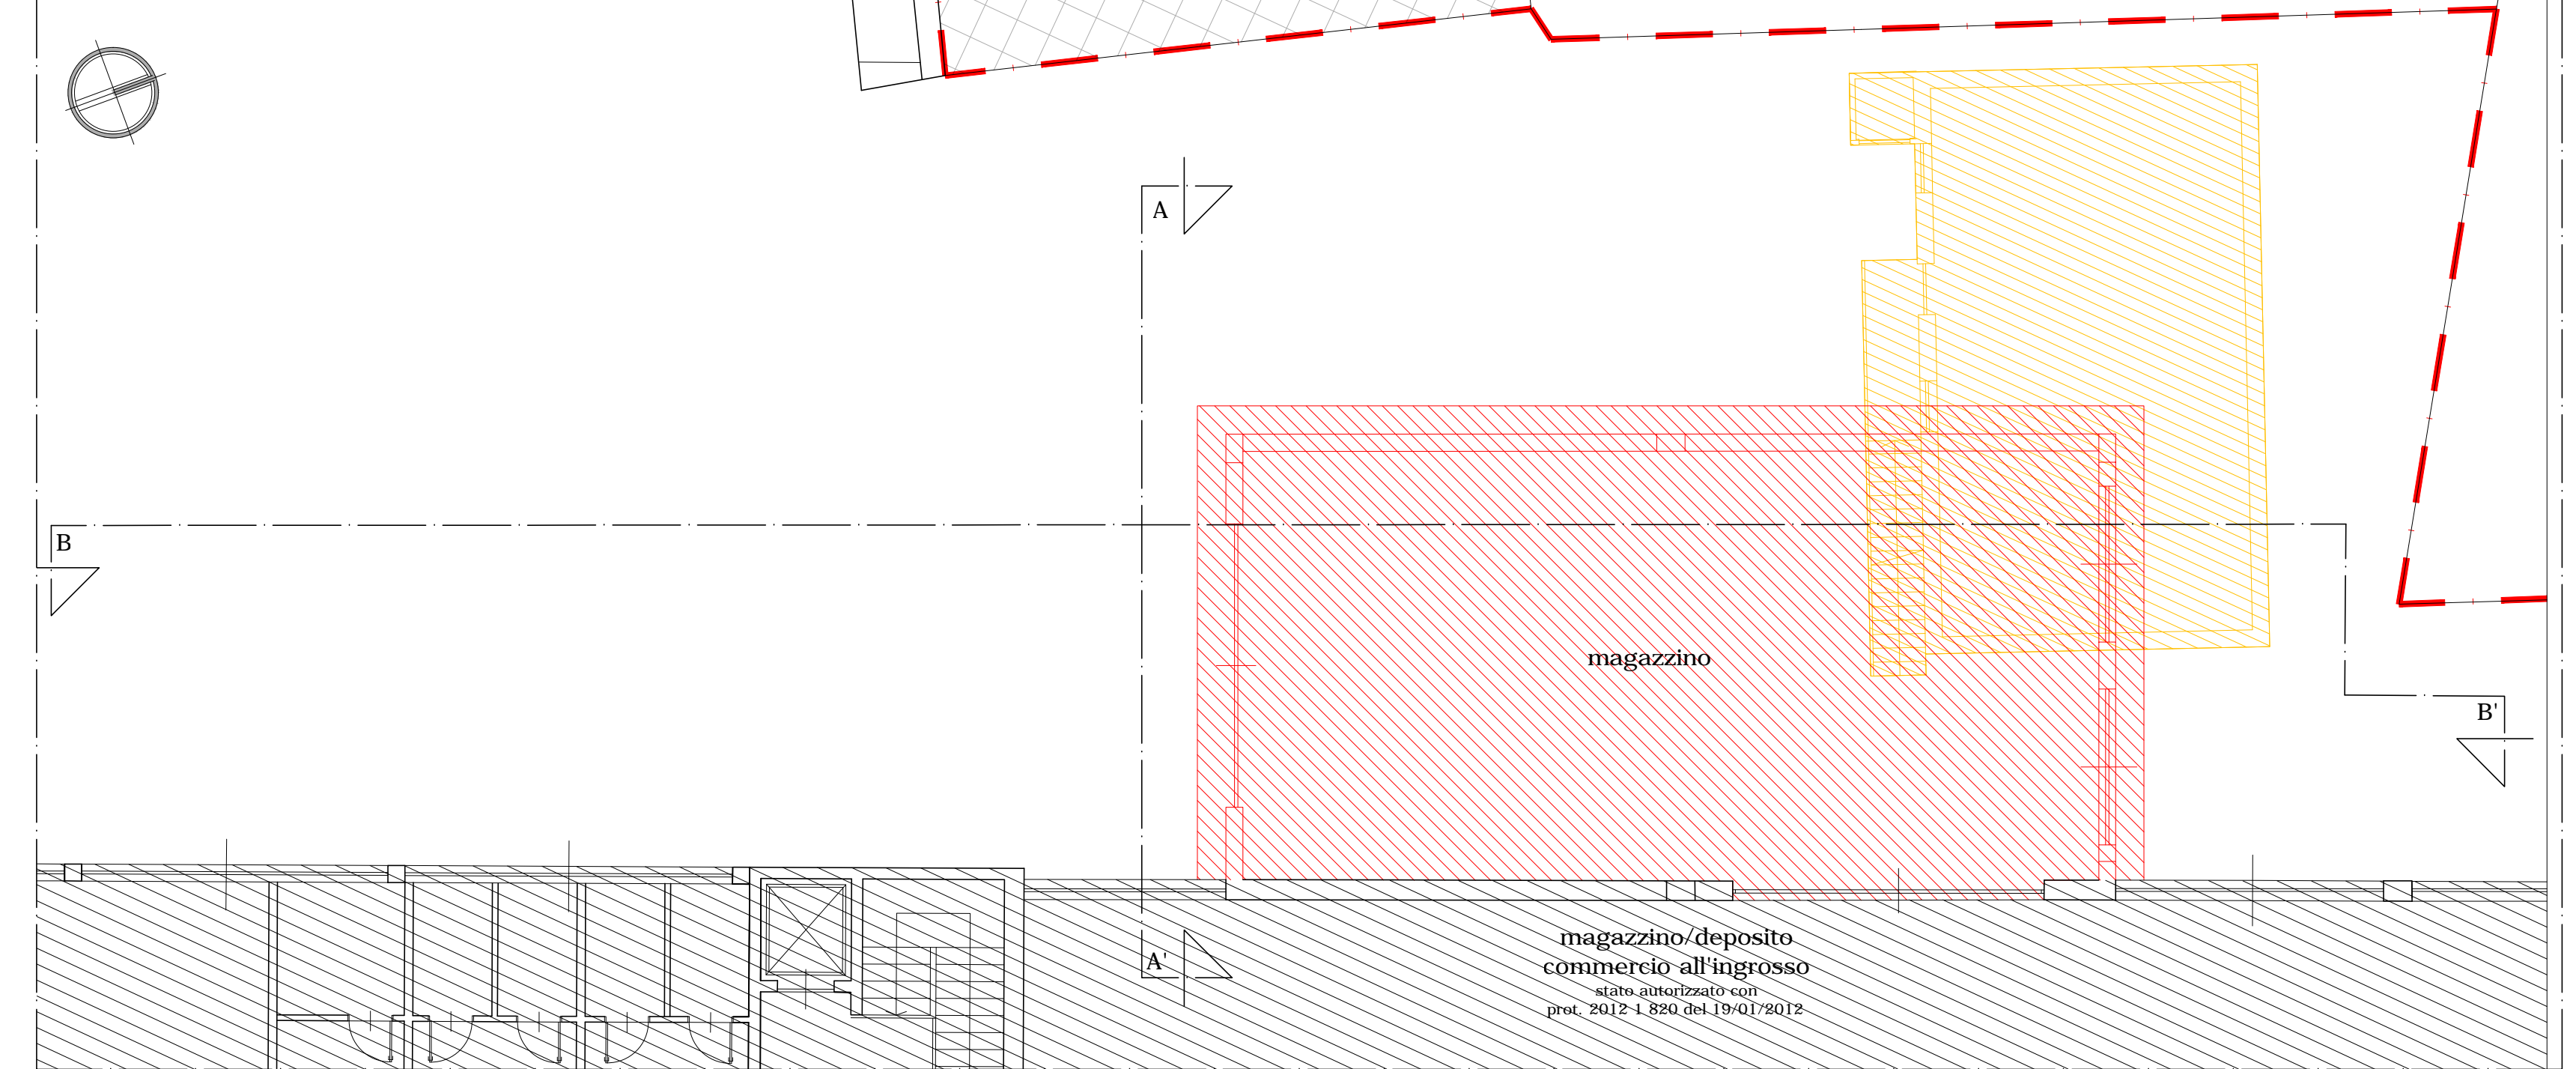 A
B
magazzino
B'
magazzino/deposito
commercio all'ingrosso
stato autorizzato con
prot. 2012 1 820 del 19/01/2012
A'